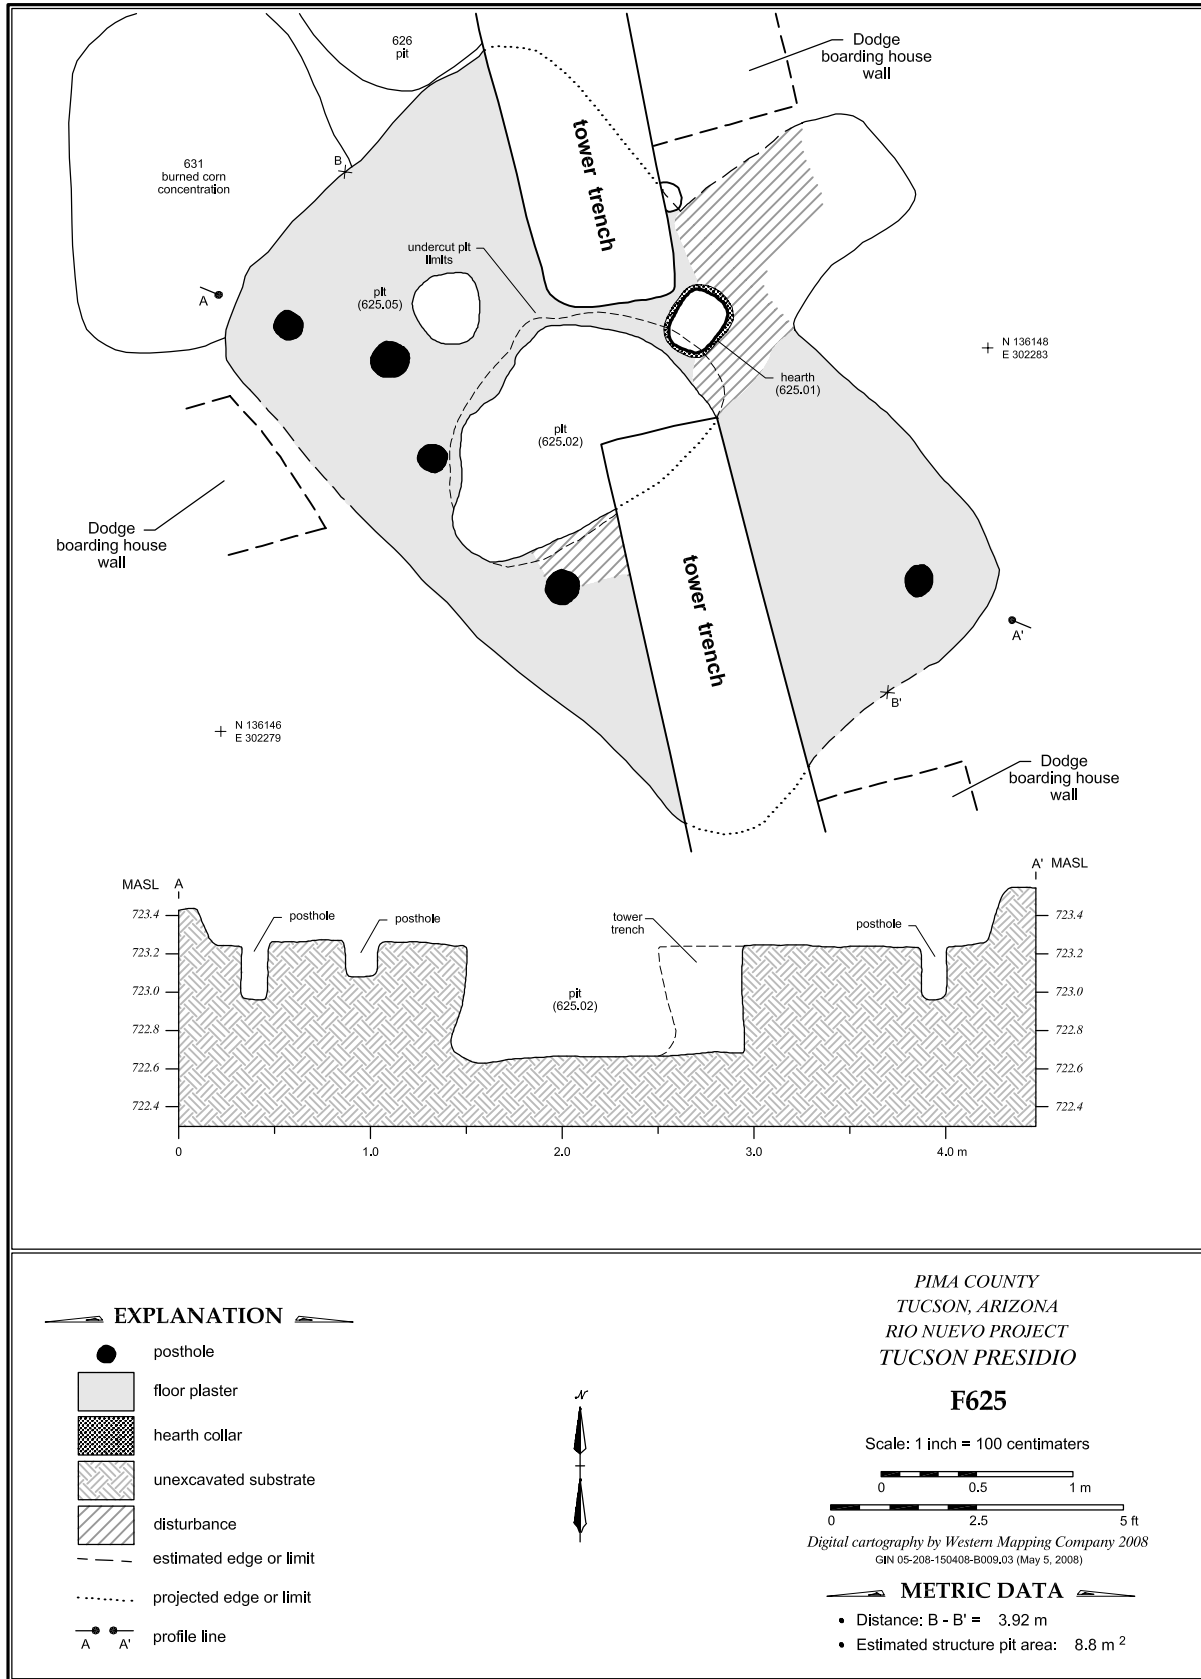 626
pit
Dodge
boarding house
wall
631
burned corn
concentration
B
tower trench
undercut pit
limits
A
pit
(625.05)
N 136148
E 302283
hearth
(625.01)
pit
(625.02)
Dodge
boarding house
wall
tower trench
A'
B'
N 136146
E 302279
Dodge
boarding house
wall
MASL A
A' MASL
723.4
723.2
723.0
722.8
722.6
722.4
posthole
posthole
tower
trench
posthole
pit
(625.02)
723.4
723.2
723.0
722.8
722.6
722.4
0 1.0 2.0 3.0 4.0 m
EXPLANATION
posthole
floor plaster
hearth collar
unexcavated substrate
disturbance
estimated edge or limit
projected edge or limit
A A' profile line
N
PIMA COUNTY
TUCSON, ARIZONA
RIO NUEVO PROJECT
TUCSON PRESIDIO
F625
Scale: 1 inch = 100 centimaters
0 0.5 1 m
0 2.5 5 ft
Digital cartography by Western Mapping Company 2008
GIN 05-208-150408-B009.03 (May 5, 2008)
METRIC DATA
• Distance: B - B' = 3.92 m
• Estimated structure pit area: 8.8 m 2